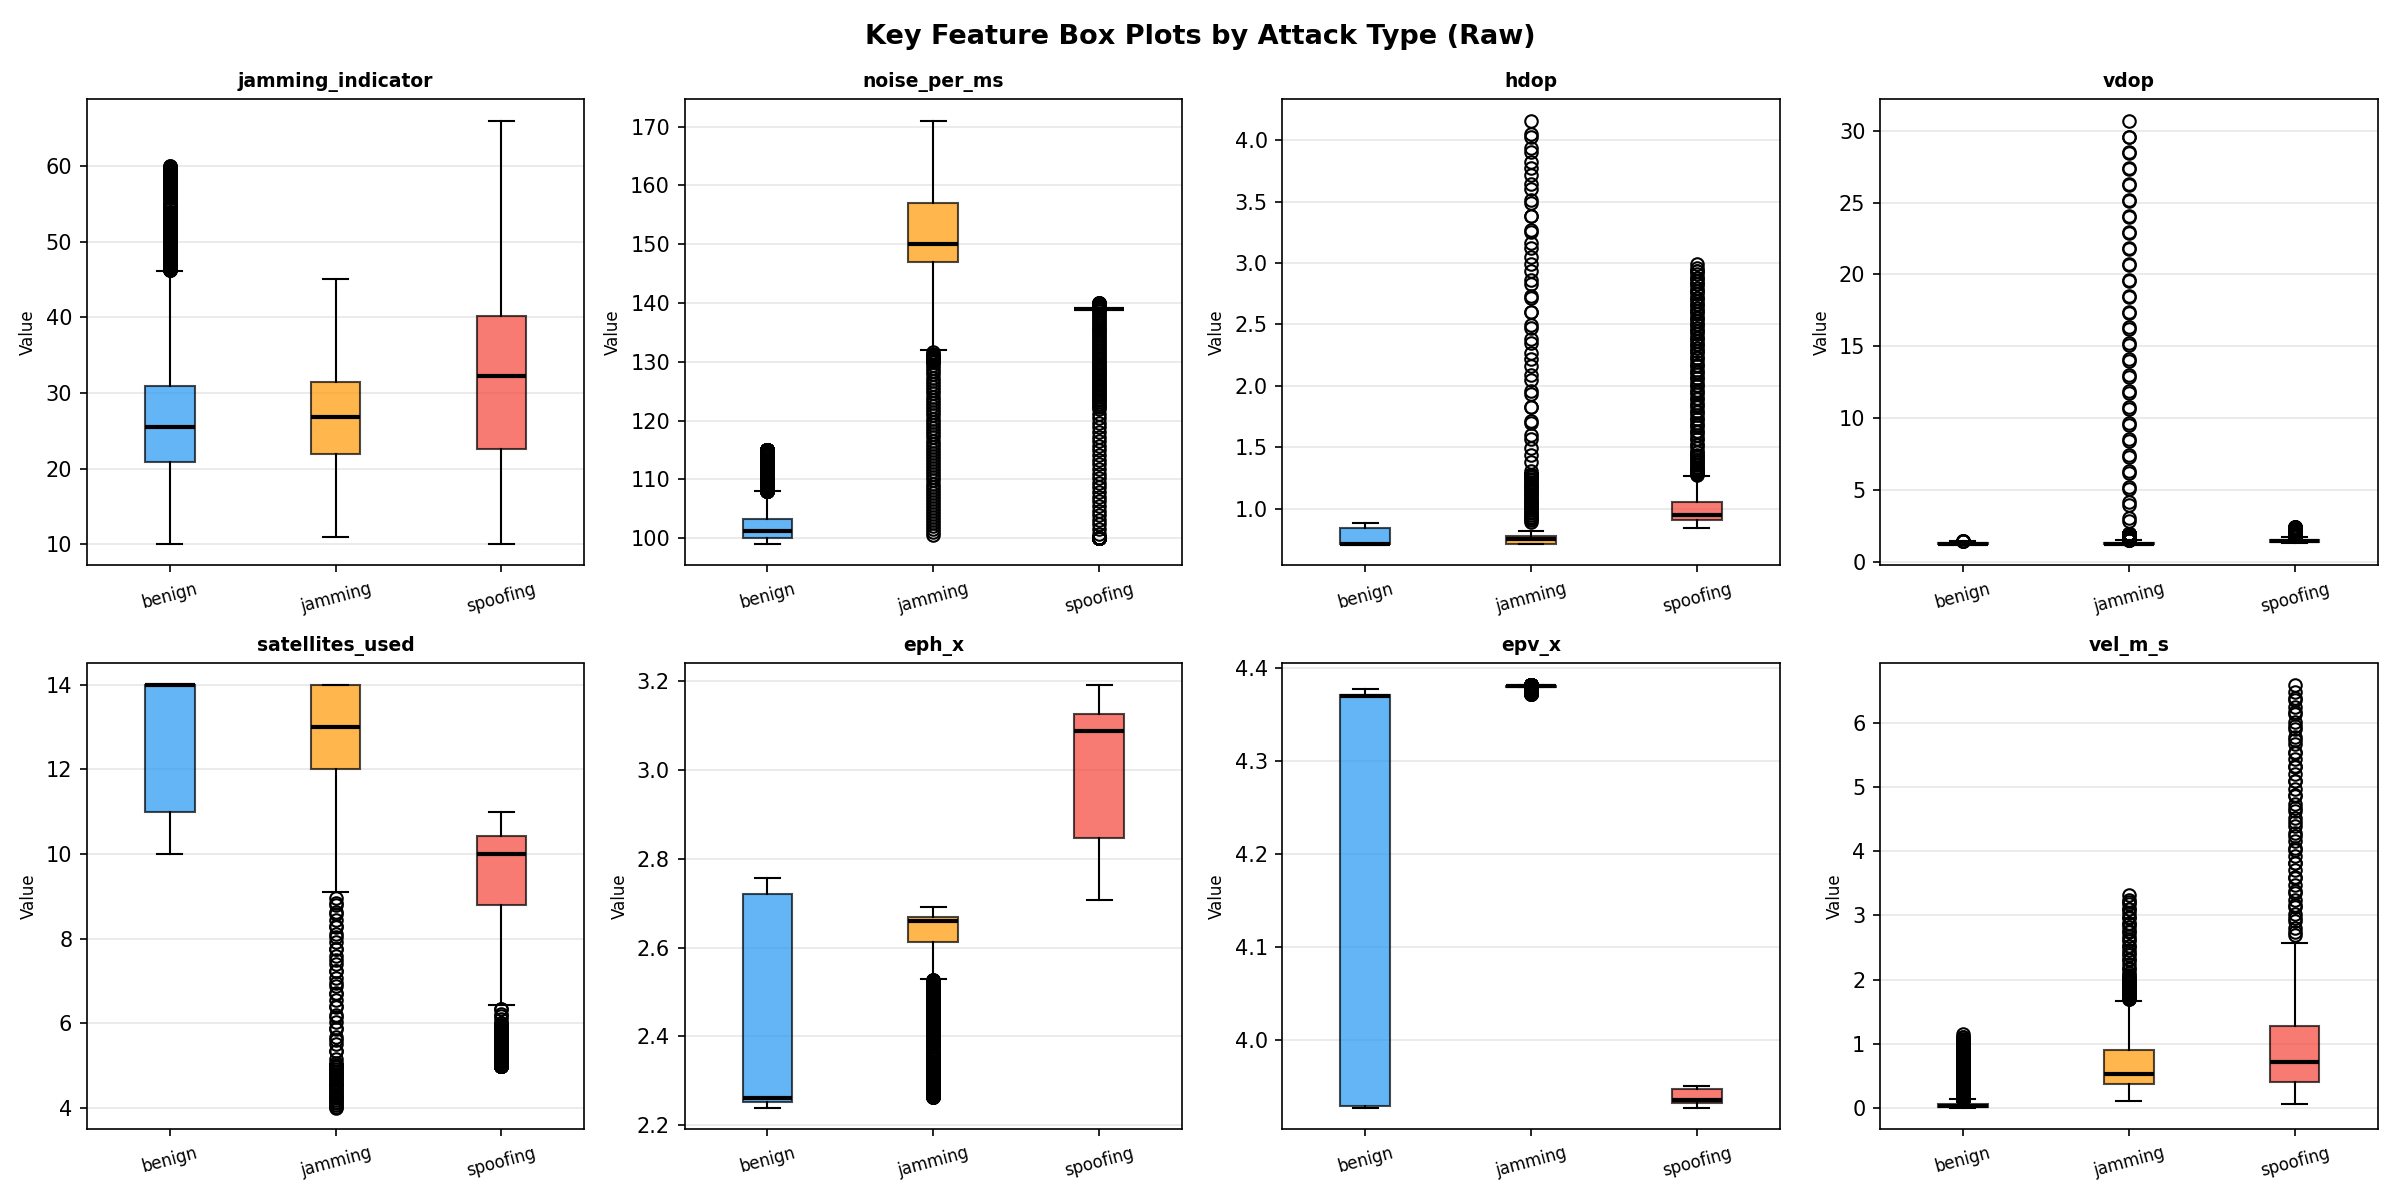 Key Feature Box Plots by Attack Type (Raw)
jamming_indicator
Value
60
50
40
30
20
10
benign
jamming
spoofing
noise_per_ms
Value
170
160
150
140
130
120
110
100
benign
jamming
spoofing
hdop
Value
4.0
3.5
3.0
2.5
2.0
1.5
1.0
benign
jamming
spoofing
vdop
Value
30
25
20
15
10
5
0
benign
jamming
spoofing
satellites_used
Value
14
12
10
8
6
4
benign
jamming
spoofing
eph_x
Value
3.2
3.0
2.8
2.6
2.4
2.2
benign
jamming
spoofing
epv_x
Value
4.4
4.3
4.2
4.1
4.0
benign
jamming
spoofing
vel_m_s
Value
6
5
4
3
2
1
0
benign
jamming
spoofing